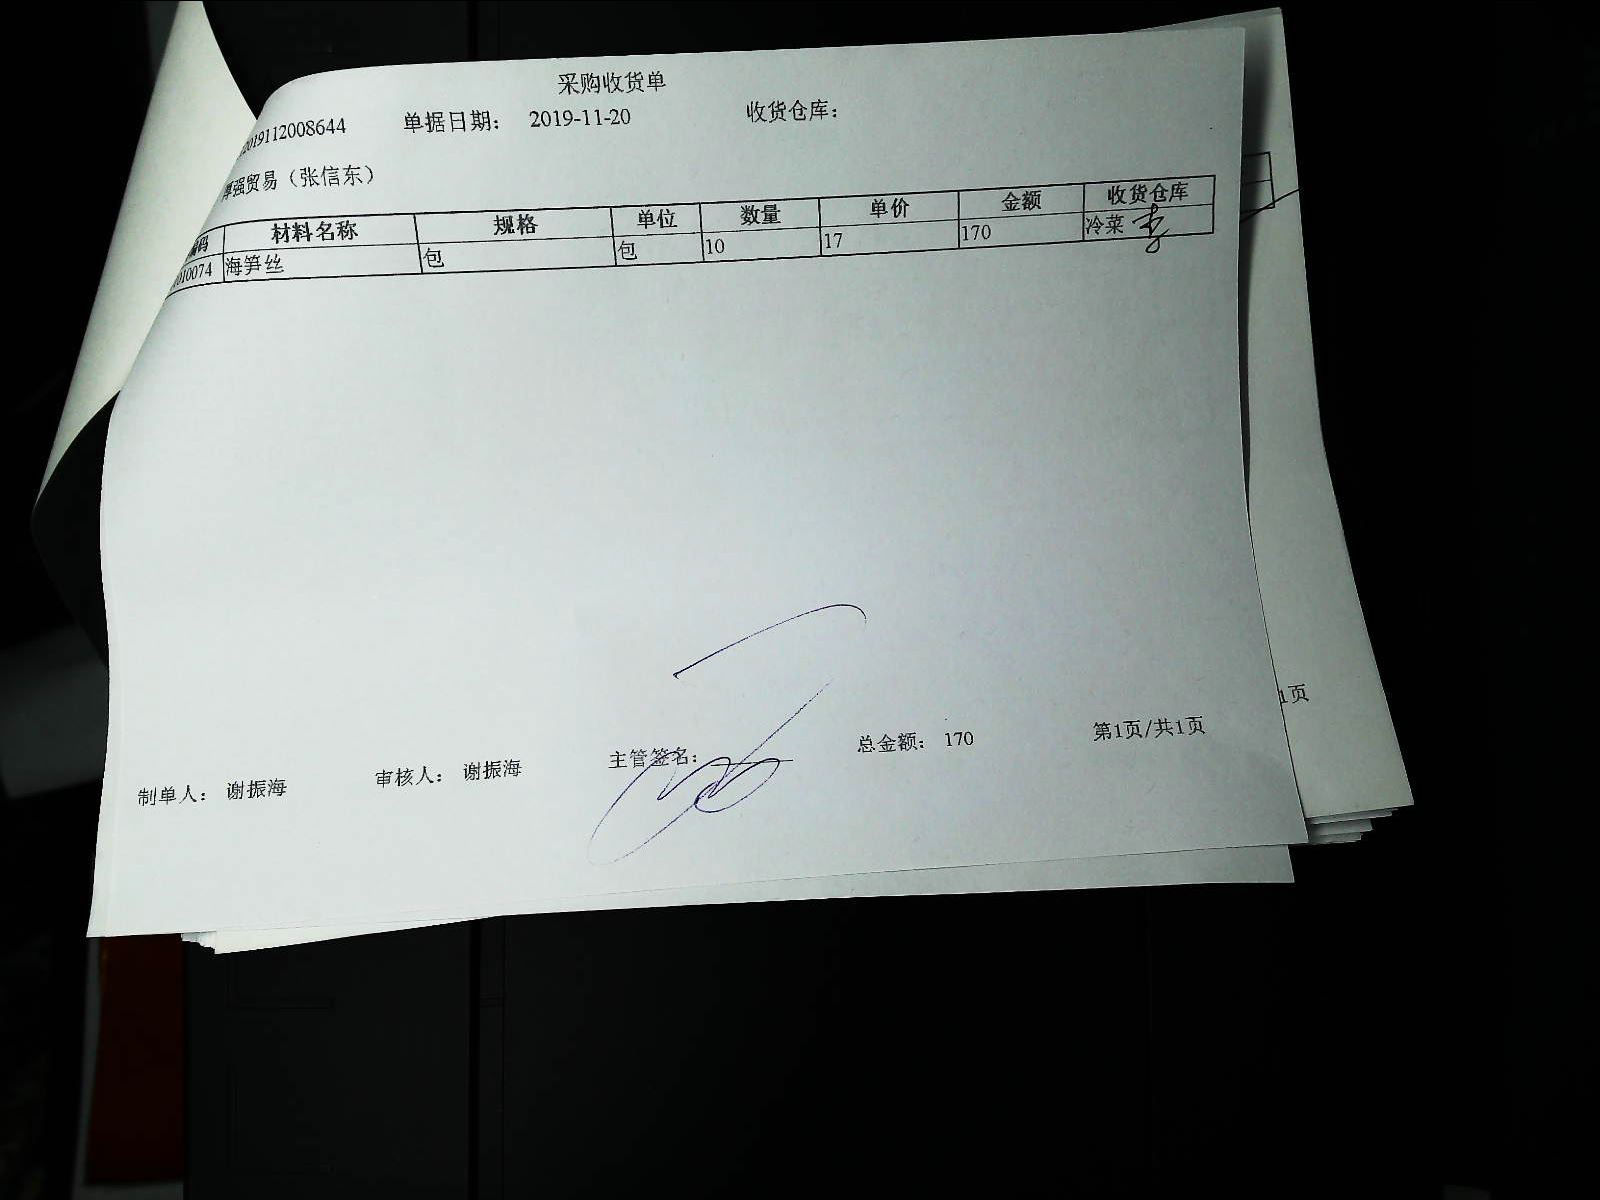 采购收货单
2019112008644 单据日期: 2019-11-20 收货仓库:
强贸易（张信东）
编码 材料名称 规格 单位 数量 单价 金额 收货仓库
010074 海笋丝 包 包 10 17 170 冷菜 李
制单人: 谢振海 审核人: 谢振海 主管签名: 总金额: 170 第1页/共1页
1页